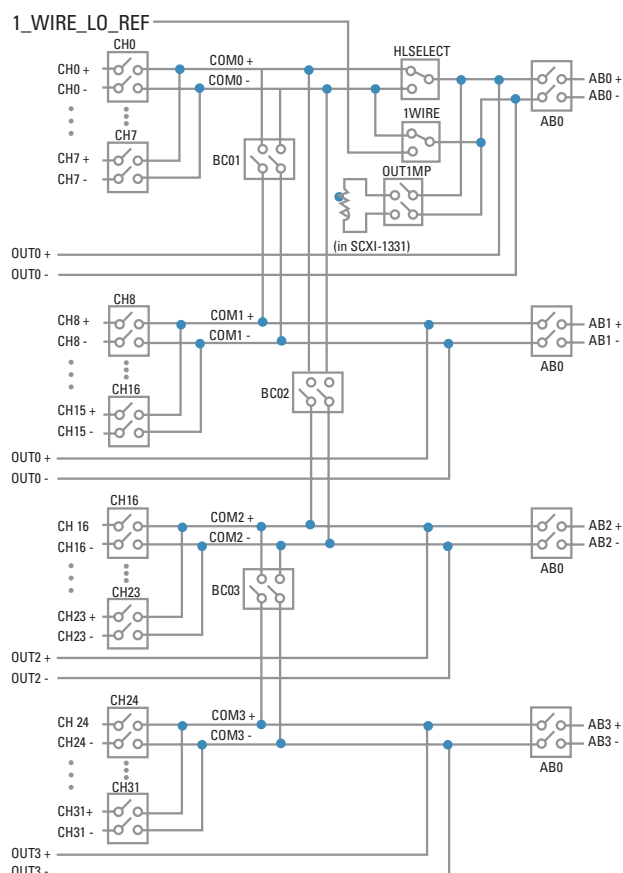 1_WIRE_LO_REF
CH0
HLSELECT
CH0 +
COM0 +
AB0 +
CH0 -
COM0 -
AB0 -
AB0
CH7
1WIRE
BC01
CH7 +
OUT1MP
CH7 -
(in SCXI-1331)
OUT0 +
OUT0 -
CH8
CH8 +
COM1 +
AB1 +
CH8 -
COM1 -
AB1 -
AB0
CH16
BC02
CH15 +
CH15 -
OUT0 +
OUT0 -
CH16
CH 16
COM2 +
AB2 +
CH16 -
COM2 -
AB2 -
AB0
CH23
BC03
CH23 +
CH23 -
OUT2 +
OUT2 -
CH24
CH 24
COM3 +
AB3 +
CH24 -
COM3 -
AB3 -
AB0
CH31
CH31+
CH31 -
OUT3 +
OUT3 -